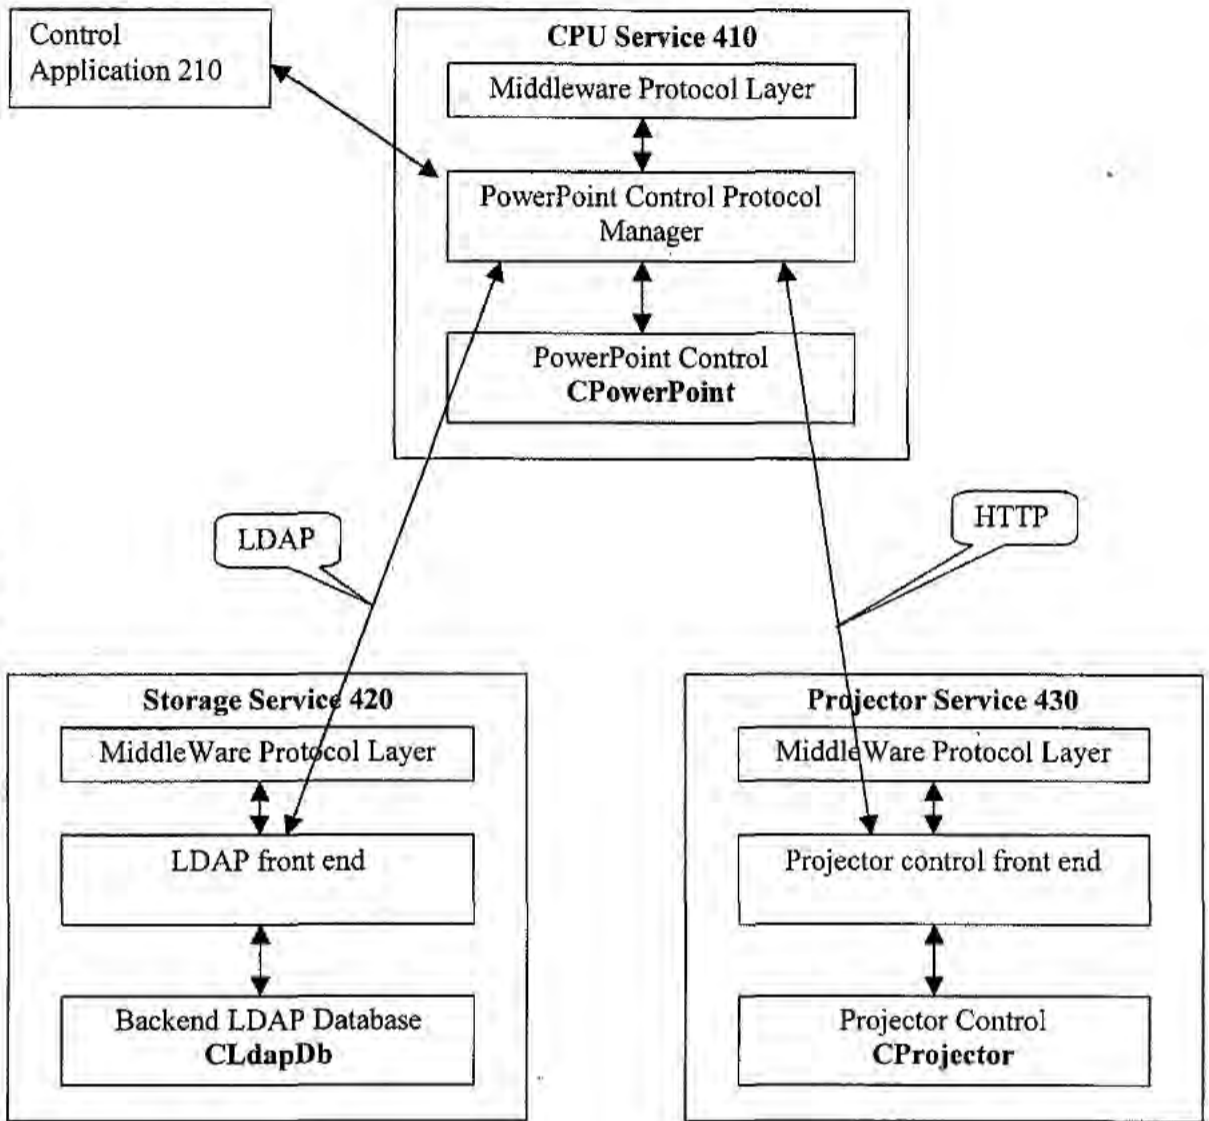 Control
Application 210
CPU Service 410
Middleware Protocol Layer
PowerPoint Control Protocol
Manager
PowerPoint Control
CPowerPoint
LDAP
HTTP
Storage Service 420
MiddleWare Protocol Layer
LDAP front end
Backend LDAP Database
CLdapDb
Projector Service 430
MiddleWare Protocol Layer
Projector control front end
Projector Control
CProjector